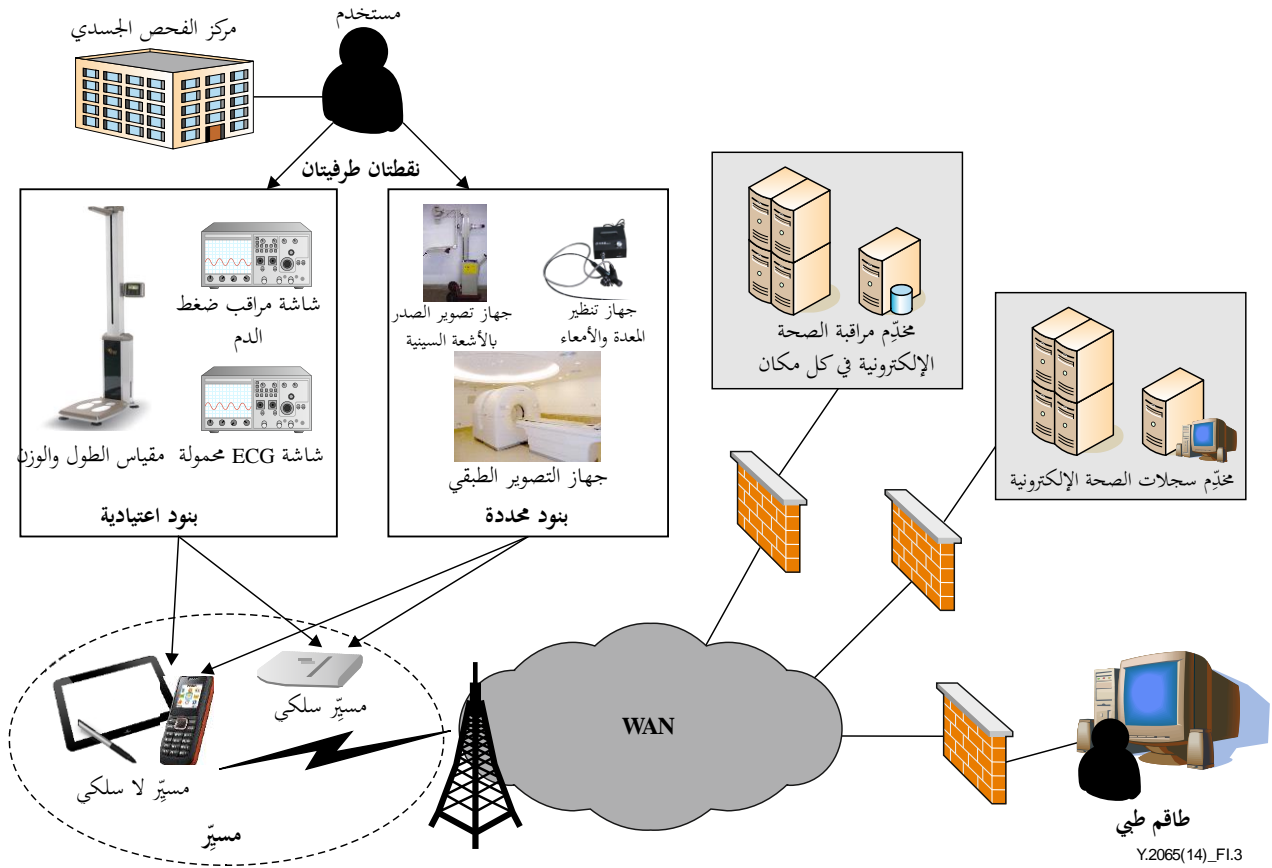 مستخدم
مركز الفحص الجسدي
نقطتان طرفيتان
شاشة مراقب ضغط
الدم
شاشة ECG محمولة
مقياس الطول والوزن
بنود اعتيادية
جهاز تصوير الصدر
بالأشعة السينية
جهاز تنظير
المعدة والأمعاء
جهاز التصوير الطبقي
بنود محددة
مخدِّم مراقبة الصحة
الإلكترونية في كل مكان
مخدِّم سجلات الصحة الإلكترونية
مسيِّر سلكي
مسيِّر لا سلكي
مسيِّر
WAN
طاقم طبي
Y.2065(14)_FI.3